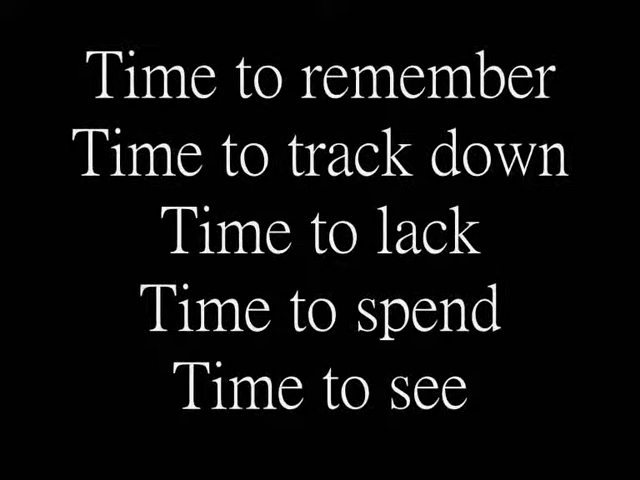 Time to remember
Time to track down
Time to lack
Time to spend
Time to see